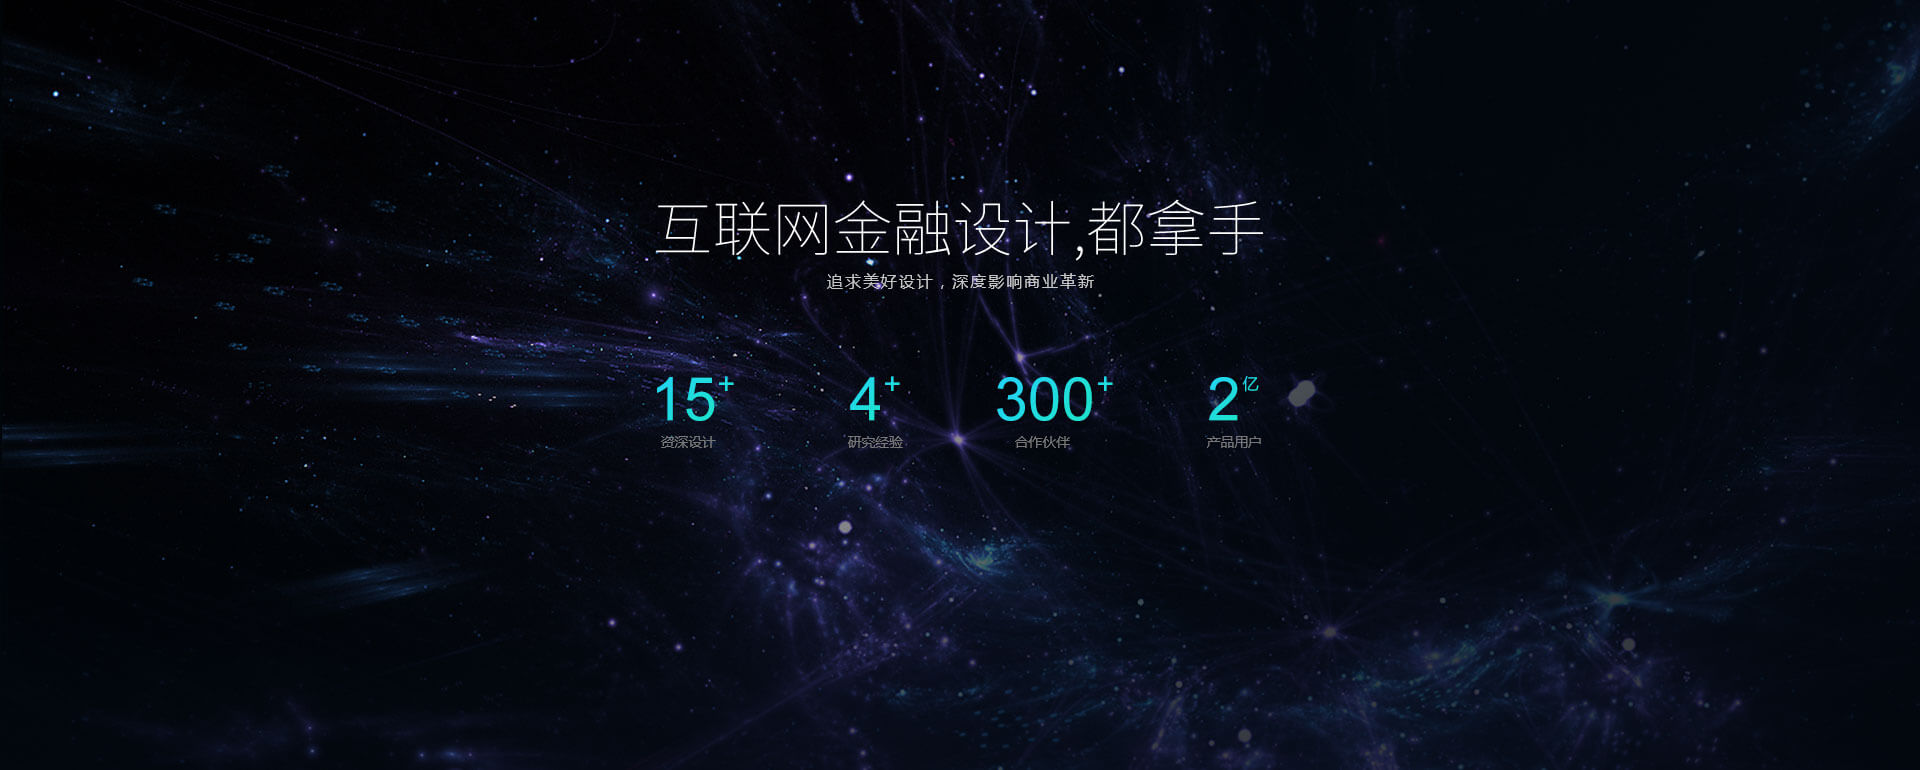 互联网金融设计,都拿手
追求美好设计，深度影响商业革新
15+ 4+ 300+ 2亿
资深设计 研究经验 合作伙伴 产品用户